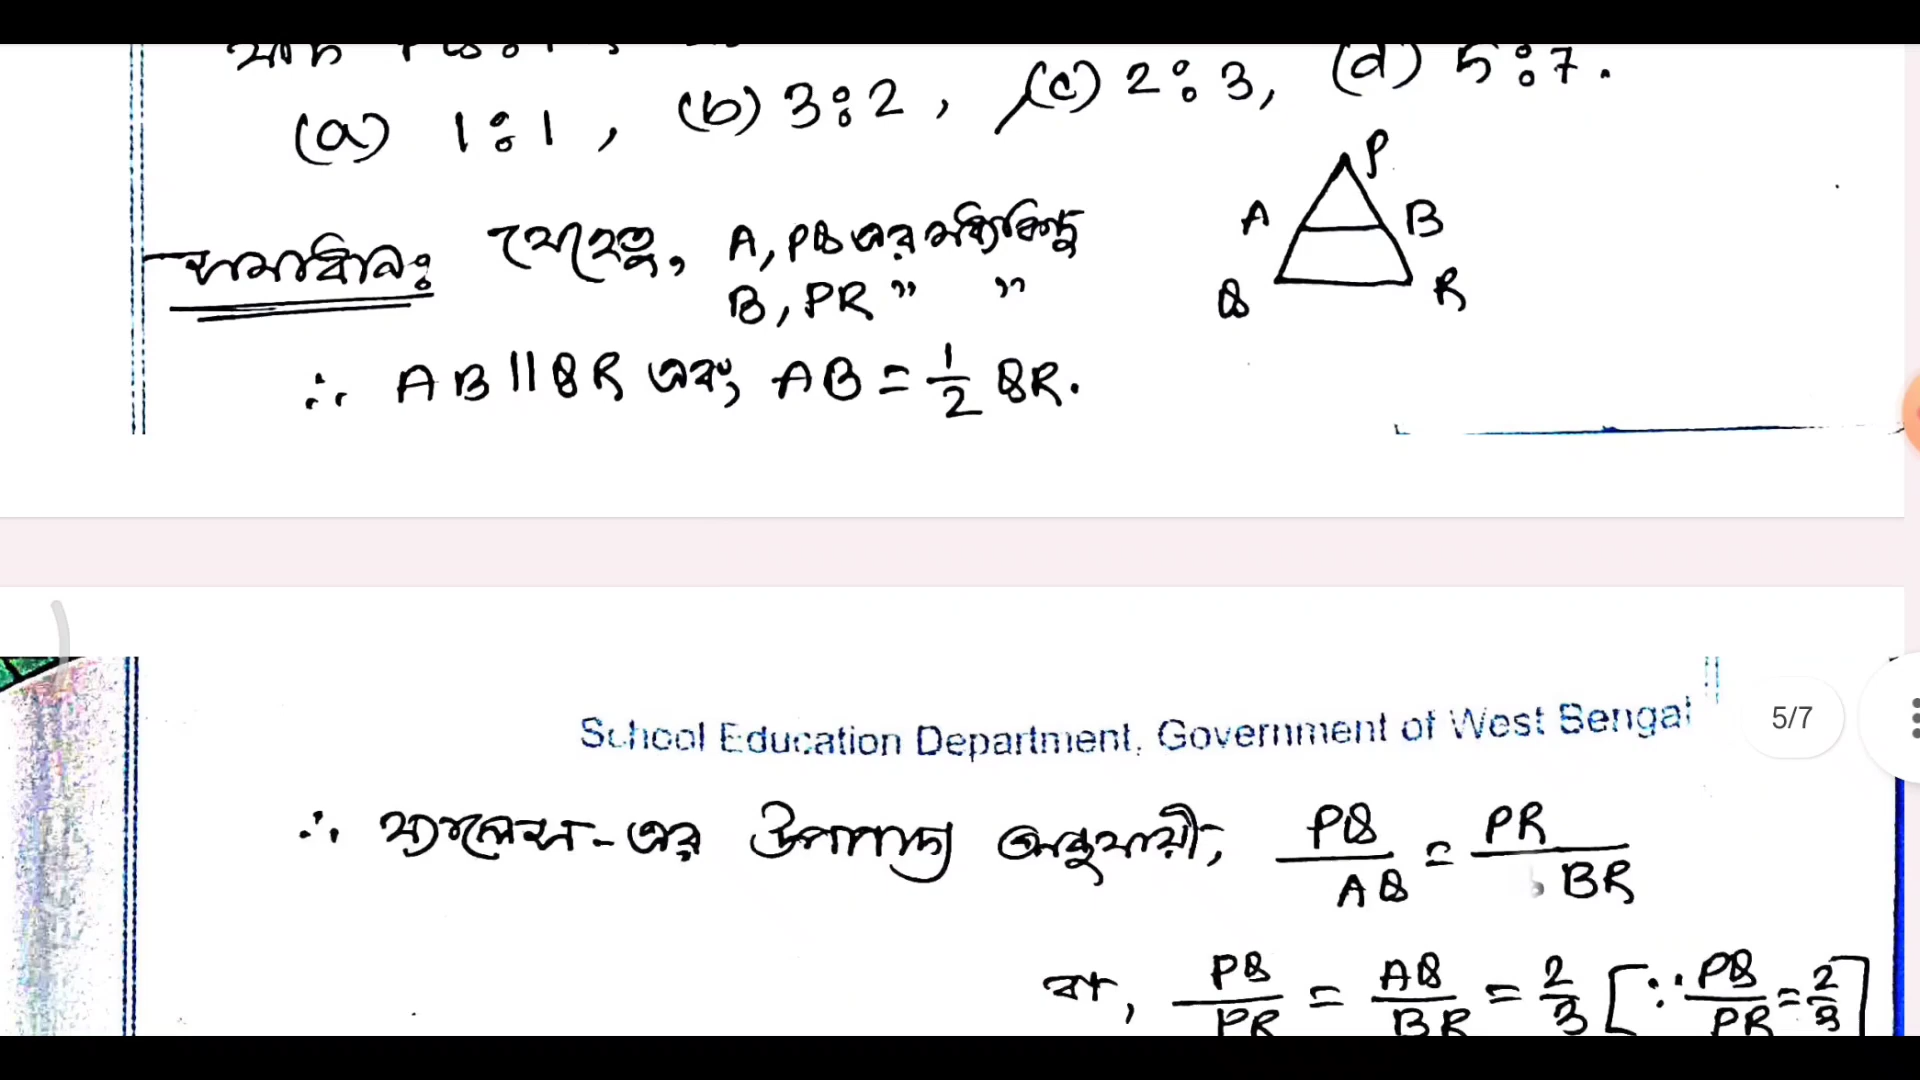 (a) 1:1, (b) 3:2, (c) 2:3, (d) 5:7.
P
A B
Q R
সমাধান: যেহেতু, A, PQ এর মধ্যবিন্দু
B, PR " "
∴ AB || QR এবং, AB = 1/2 QR.
School Education Department, Government of West Bengal
5/7
∴ থ্যালেস-এর উপপাদ্য অনুযায়ী, PQ/AQ = PR/BR
বা, PQ/PR = AQ/BR = 2/3 [∵ PQ/PR = 2/3]